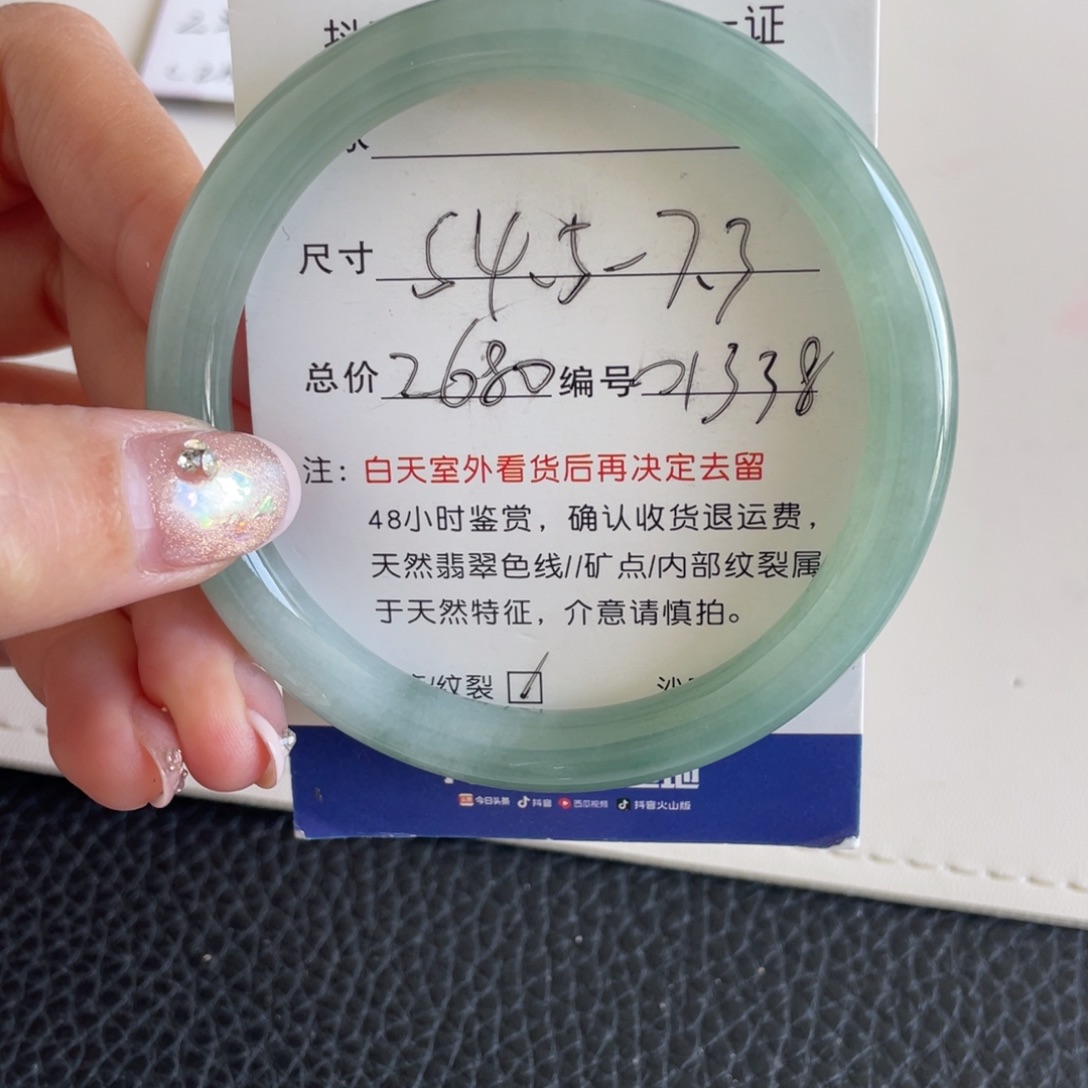 证
尺寸 54.5-7.3
总价 2680 编号 01338
注：白天室外看货后再决定去留
48小时鉴赏，确认收货退运费，
天然翡翠色线//矿点/内部纹裂属
于天然特征，介意请慎拍。
/纹裂
今日头条 抖音 西瓜视频 抖音火山版